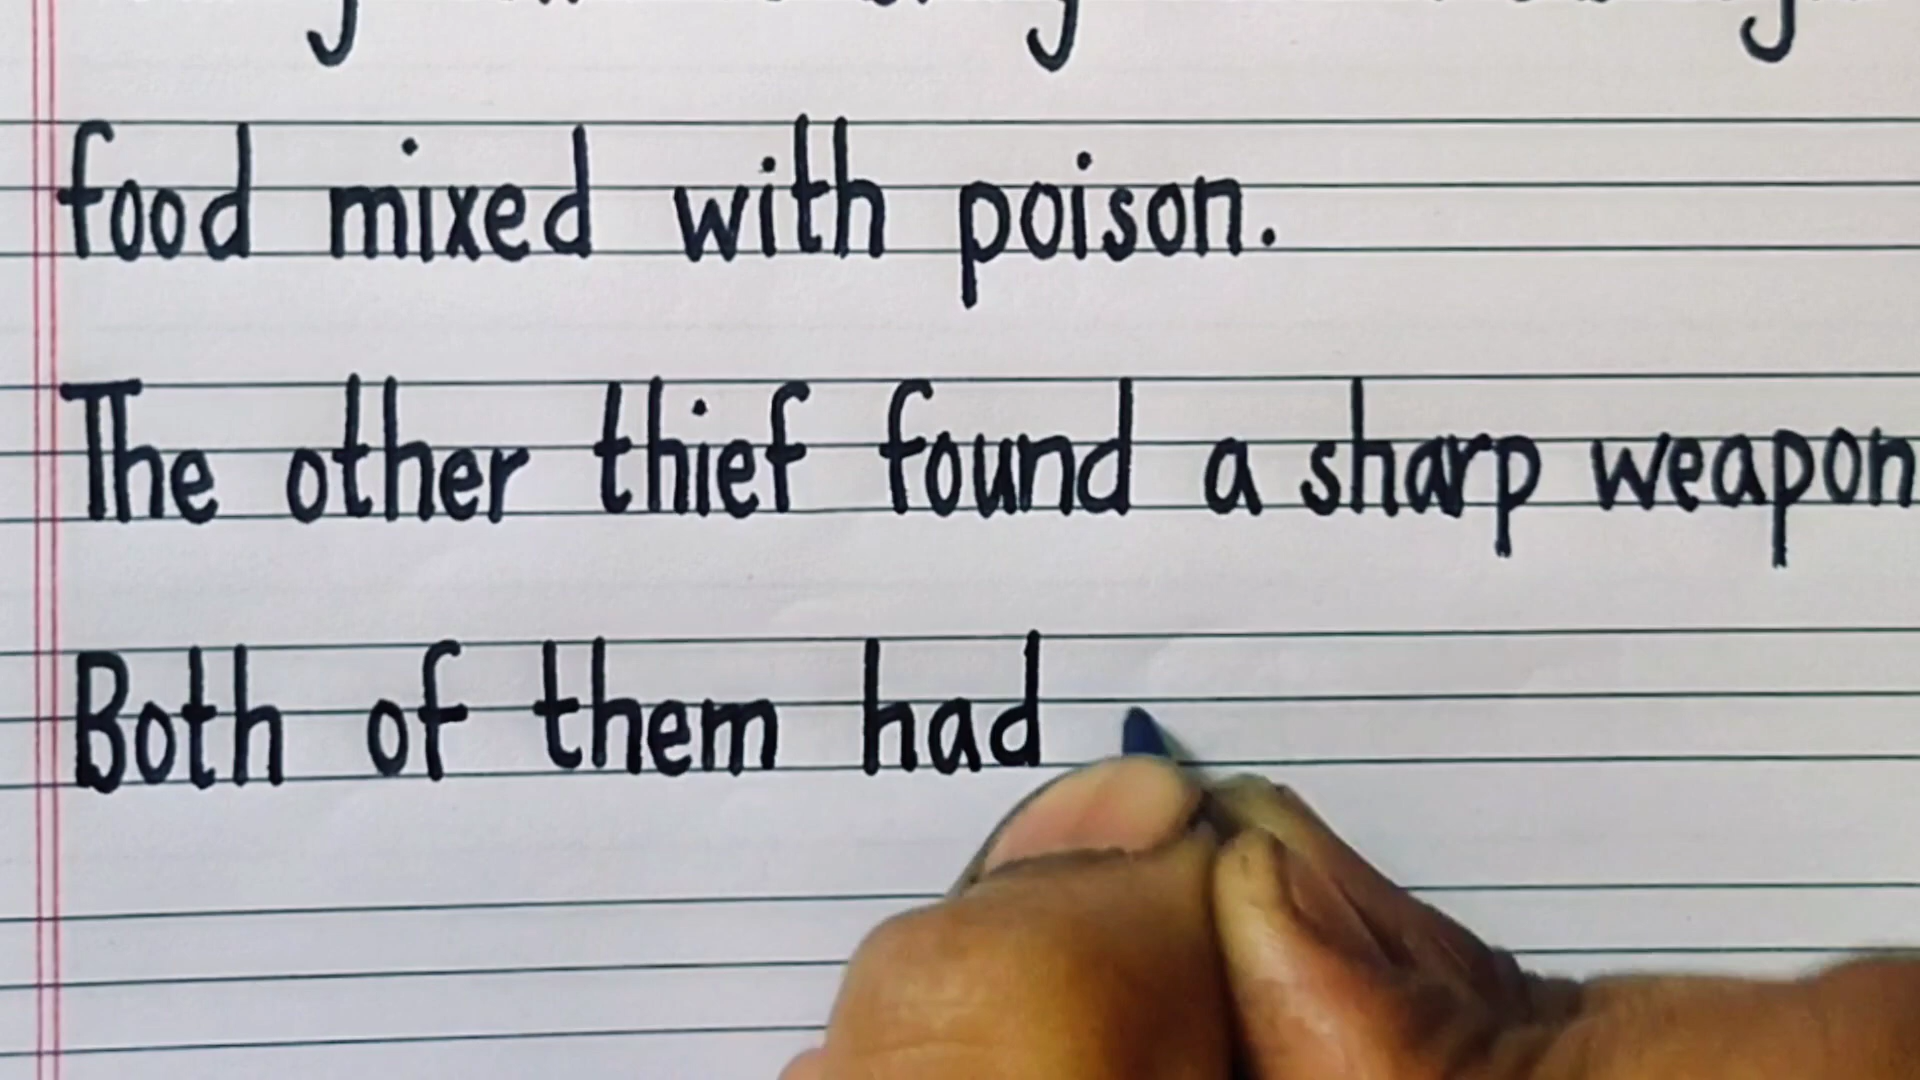 food mixed with poison.
The other thief found a sharp weapon
Both of them had